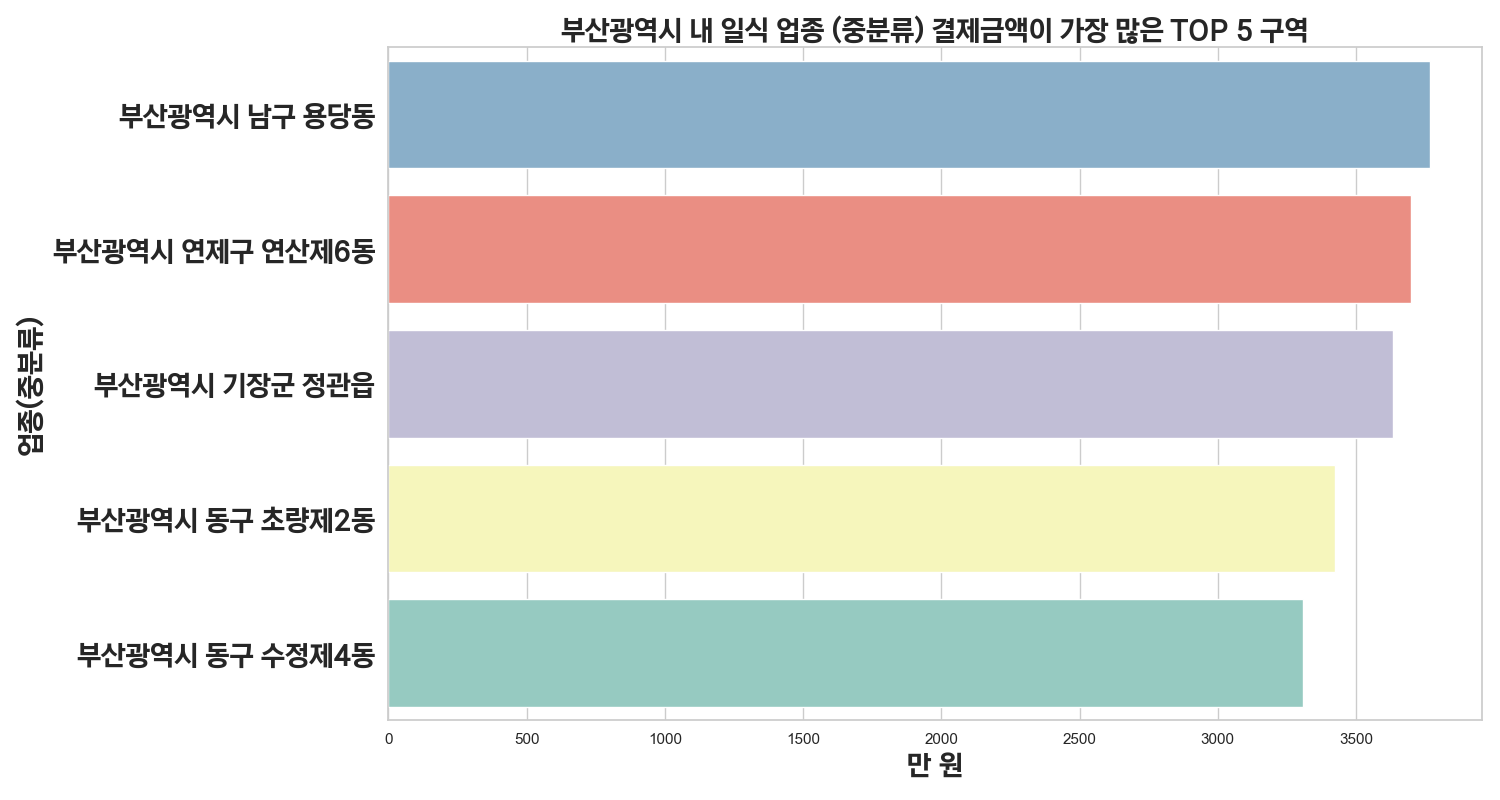 부산광역시 내 일식 업종 (중분류) 결제금액이 가장 많은 TOP 5 구역
업종(중분류)
부산광역시 남구 용당동
부산광역시 연제구 연산제6동
부산광역시 기장군 정관읍
부산광역시 동구 초량제2동
부산광역시 동구 수정제4동
0 500 1000 1500 2000 2500 3000 3500
만 원